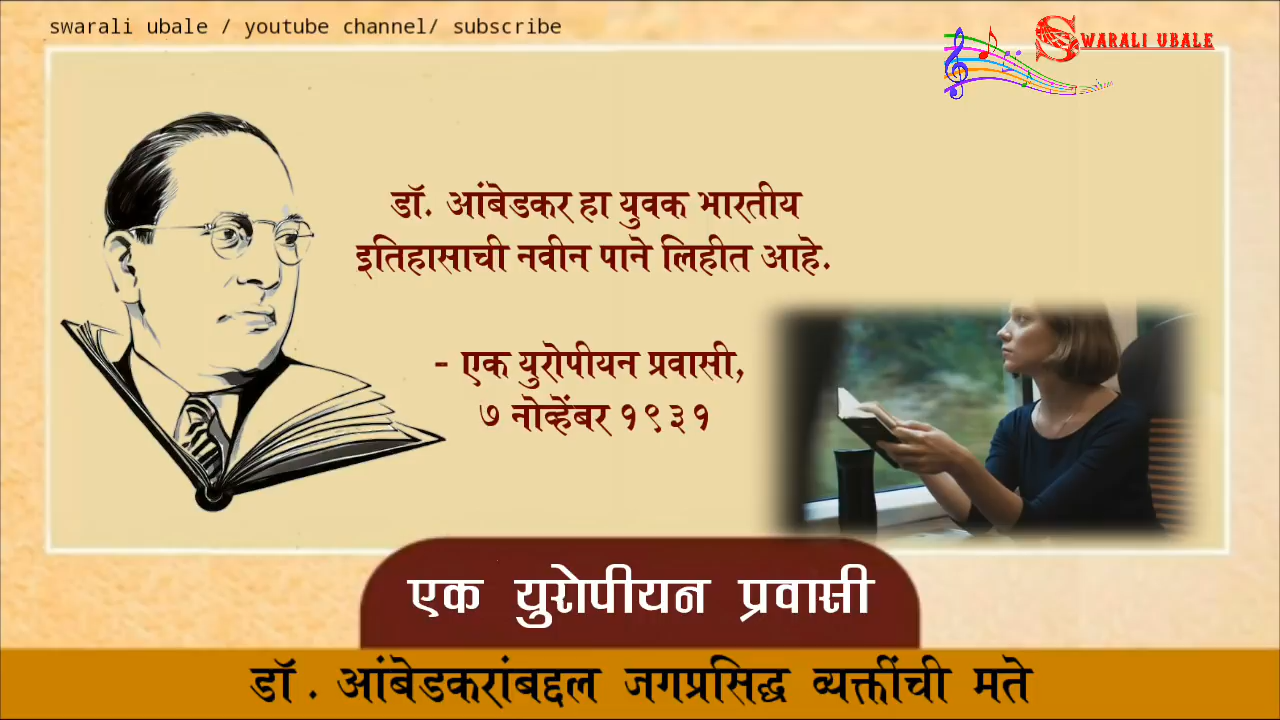 swarali ubale / youtube channel/ subscribe
SWARALI UBALE
डॉ. आंबेडकर हा युवक भारतीय
इतिहासाची नवीन पाने लिहीत आहे.
- एक युरोपीयन प्रवासी,
७ नोव्हेंबर १९३१
एक युरोपीयन प्रवासी
डॉ. आंबेडकरांबद्दल जगप्रसिद्ध व्यक्तींची मते